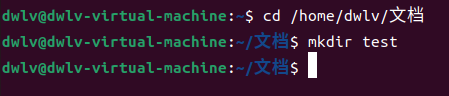 dwlv@dwlv-virtual-machine:~$ cd /home/dwlv/文档
dwlv@dwlv-virtual-machine:~/文档$ mkdir test
dwlv@dwlv-virtual-machine:~/文档$